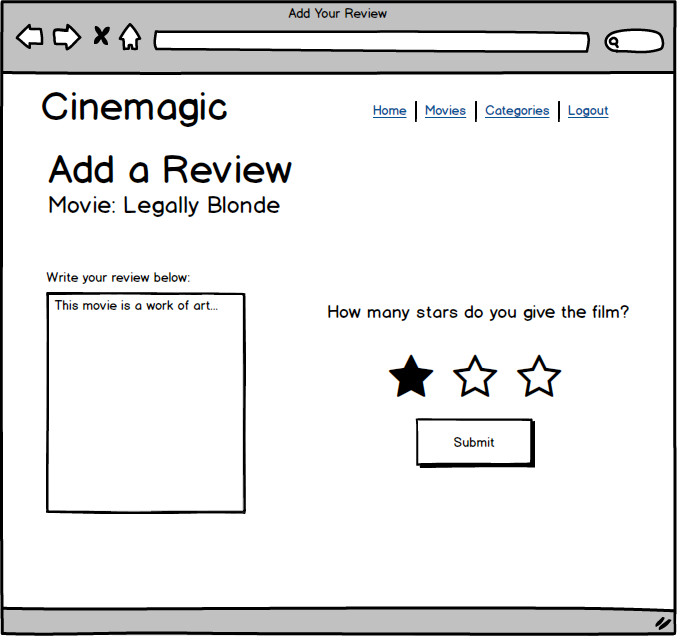 Add Your Review
Cinemagic
Home Movies Categories Logout
Add a Review
Movie: Legally Blonde
Write your review below:
This movie is a work of art...
How many stars do you give the film?
Submit